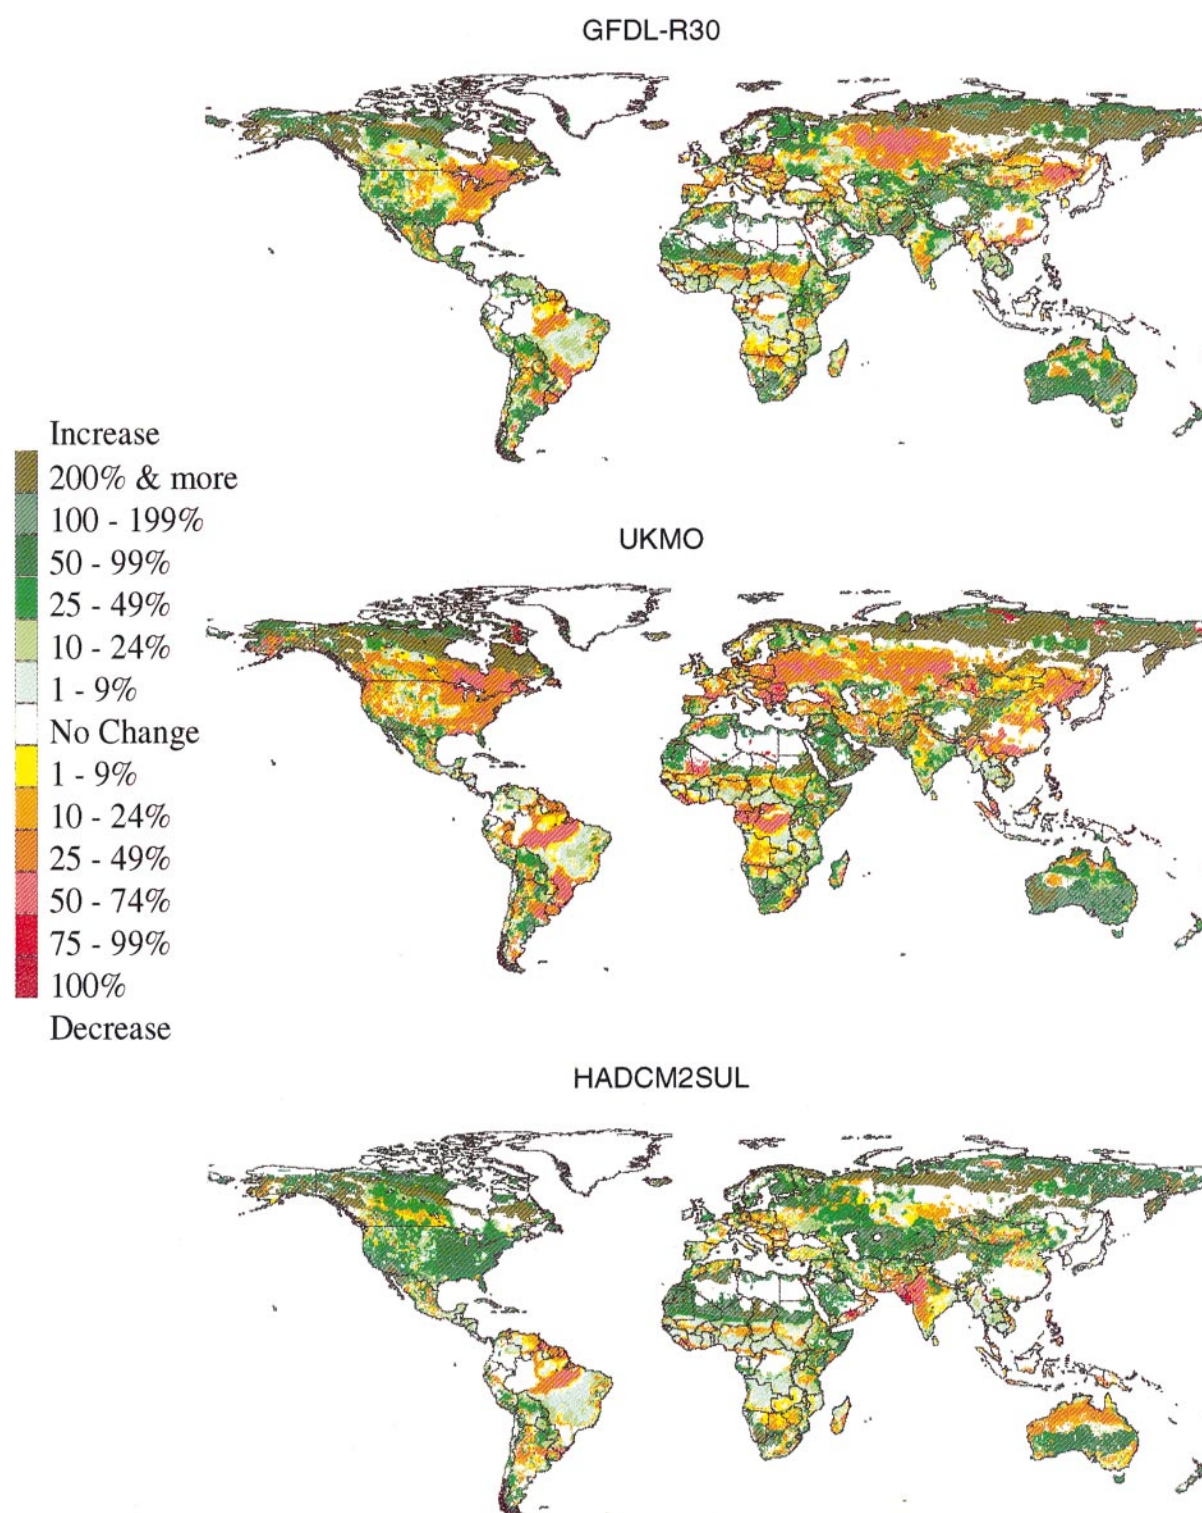 GFDL-R30
Increase
200% & more
100 - 199%
50 - 99%
25 - 49%
10 - 24%
1 - 9%
No Change
1 - 9%
10 - 24%
25 - 49%
50 - 74%
75 - 99%
100%
Decrease
UKMO
HADCM2SUL